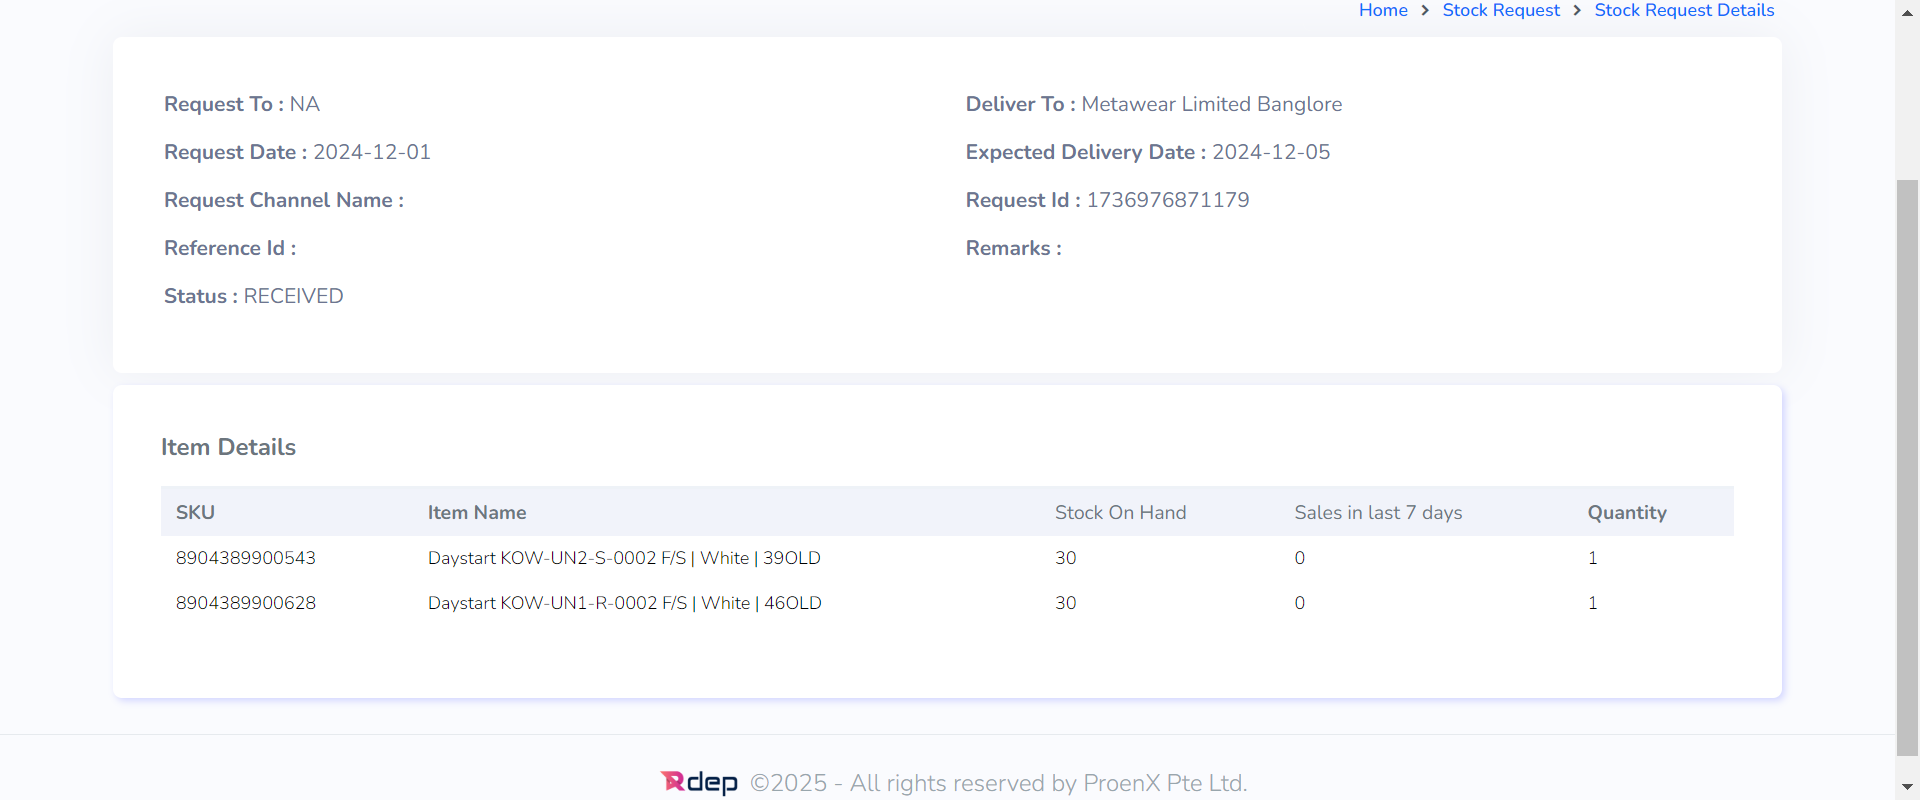 Home > Stock Request > Stock Request Details
Request To : NA
Deliver To : Metawear Limited Banglore
Request Date : 2024-12-01
Expected Delivery Date : 2024-12-05
Request Channel Name :
Request Id : 1736976871179
Reference Id :
Remarks :
Status : RECEIVED
Item Details
SKU Item Name Stock On Hand Sales in last 7 days Quantity
8904389900543 Daystart KOW-UN2-S-0002 F/S | White | 39OLD 30 0 1
8904389900628 Daystart KOW-UN1-R-0002 F/S | White | 46OLD 30 0 1
Rdep ©2025 - All rights reserved by ProenX Pte Ltd.